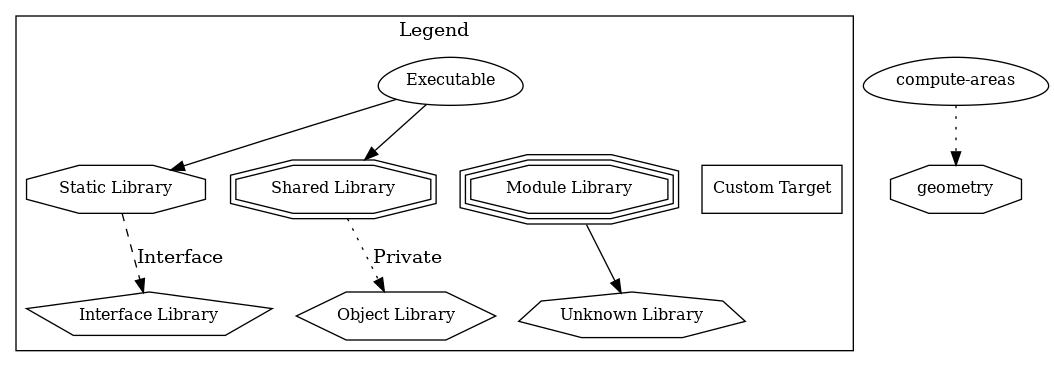 Legend
Executable
compute-areas
Static Library
Shared Library
Module Library
Custom Target
geometry
Interface
Private
Interface Library
Object Library
Unknown Library